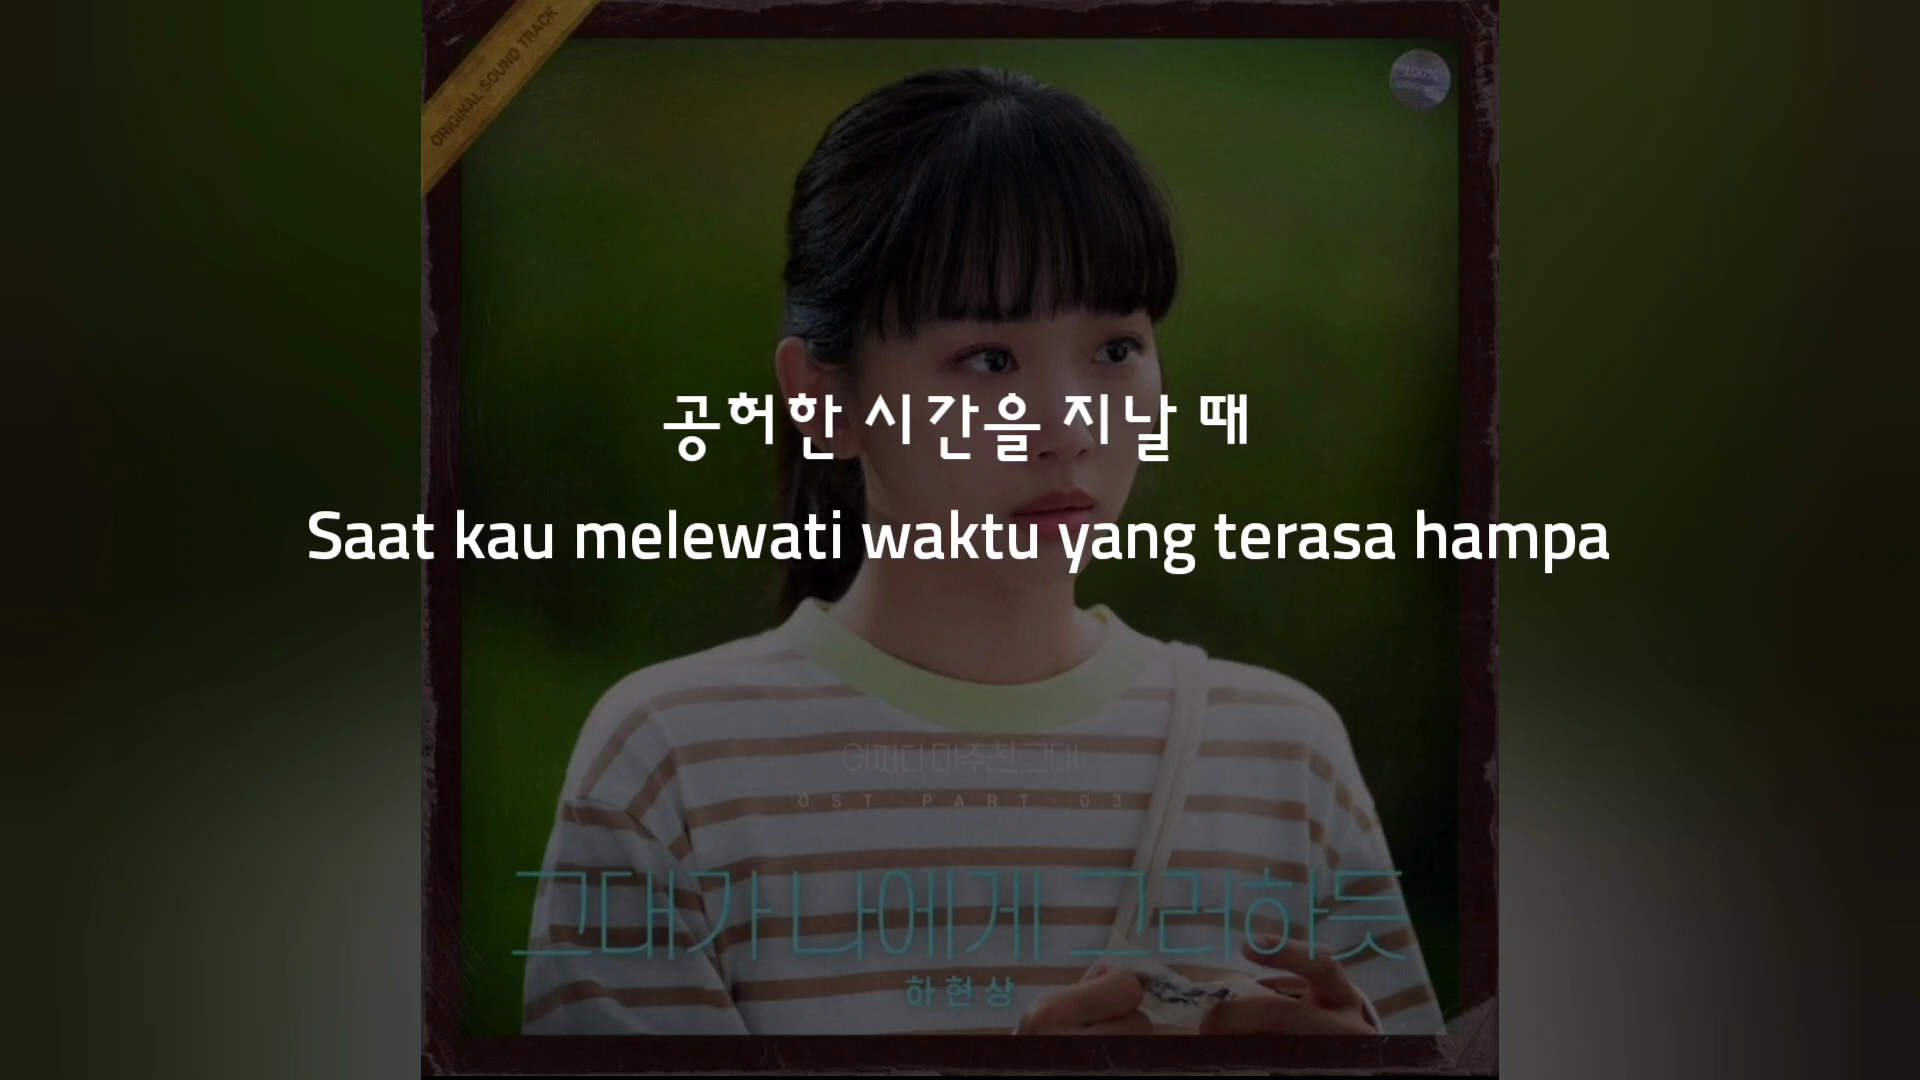 ORIGINAL SOUND TRACK
100%
공허한 시간을 지날 때
Saat kau melewati waktu yang terasa hampa
어쩌다 마주친 그대
OST PART-03
그대가 나에게 그러하듯
하현상